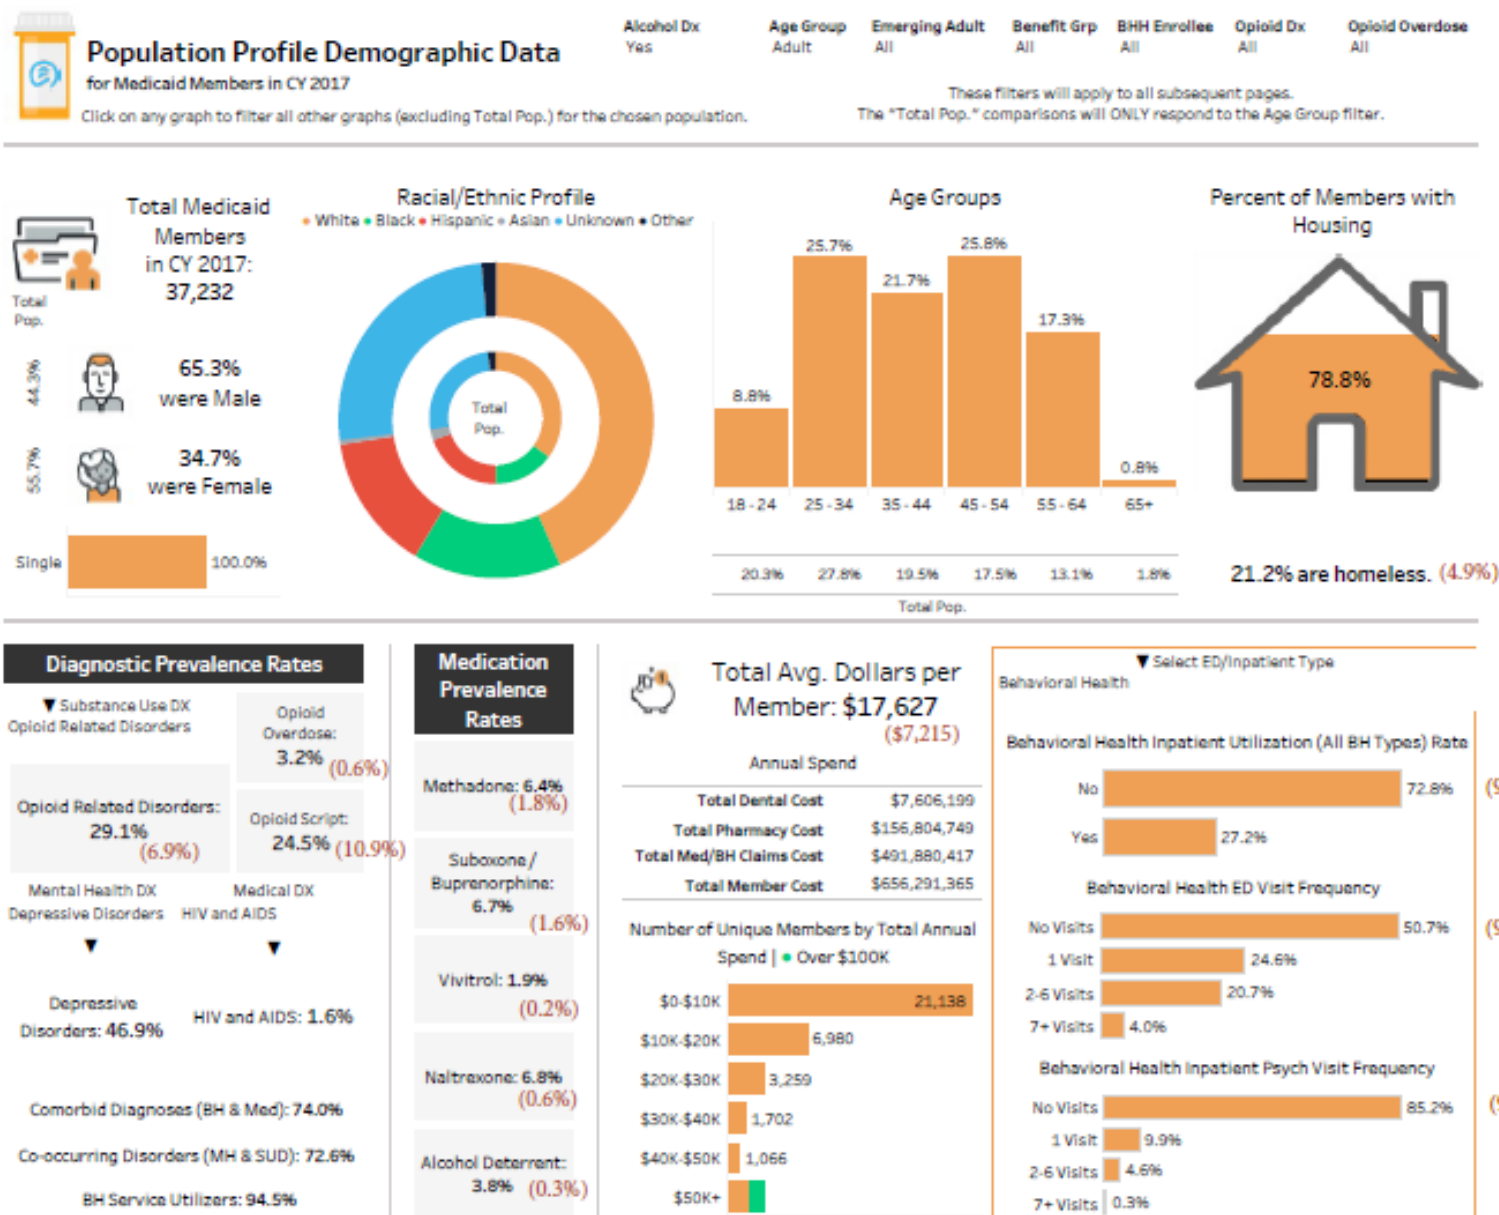 Population Profile Demographic Data
for Medicaid Members in CY 2017
Click on any graph to filter all other graphs (excluding Total Pop.) for the chosen population.
Alcohol Dx
Yes
Age Group
Adult
Emerging Adult
All
Benefit Grp
All
BHH Enrollee
All
Opioid Dx
All
Opioid Overdose
All
These filters will apply to all subsequent pages.
The "Total Pop." comparisons will ONLY respond to the Age Group filter.
Total Medicaid
Members
in CY 2017:
37,232
Total
Pop.
44.3%
65.3%
were Male
55.7%
34.7%
were Female
Single
100.0%
Racial/Ethnic Profile
White Black Hispanic Asian Unknown Other
Total
Pop.
Age Groups
8.8%
25.7%
21.7%
25.8%
17.3%
0.8%
18 - 24 25 - 34 35 - 44 45 - 54 55 - 64 65+
20.3% 27.8% 19.5% 17.5% 13.1% 1.8%
Total Pop.
Percent of Members with
Housing
78.8%
21.2% are homeless. (4.9%)
Diagnostic Prevalence Rates
▼ Substance Use DX
Opioid Related Disorders
Opioid
Overdose:
3.2% (0.6%)
Opioid Related Disorders:
29.1%
(6.9%)
Opioid Script:
24.5% (10.9%)
Mental Health DX
Depressive Disorders
Medical DX
HIV and AIDS
▼ ▼
Depressive
Disorders: 46.9%
HIV and AIDS: 1.6%
Comorbid Diagnoses (BH & Med): 74.0%
Co-occurring Disorders (MH & SUD): 72.6%
BH Service Utilizers: 94.5%
Medication
Prevalence
Rates
Methadone: 6.4%
(1.8%)
Suboxone /
Buprenorphine:
6.7%
(1.6%)
Vivitrol: 1.9%
(0.2%)
Naltrexone: 6.8%
(0.6%)
Alcohol Deterrent:
3.8% (0.3%)
Total Avg. Dollars per
Member: $17,627
($7,215)
Annual Spend
Total Dental Cost $7,606,199
Total Pharmacy Cost $156,804,749
Total Med/BH Claims Cost $491,880,417
Total Member Cost $656,291,365
Number of Unique Members by Total Annual
Spend | Over $100K
$0-$10K 21,138
$10K-$20K 6,980
$20K-$30K 3,259
$30K-$40K 1,702
$40K-$50K 1,066
$50K+
▼ Select ED/Inpatient Type
Behavioral Health
Behavioral Health Inpatient Utilization (All BH Types) Rate
No 72.8%
Yes 27.2%
Behavioral Health ED Visit Frequency
No Visits 50.7%
1 Visit 24.6%
2-6 Visits 20.7%
7+ Visits 4.0%
Behavioral Health Inpatient Psych Visit Frequency
No Visits 85.2%
1 Visit 9.9%
2-6 Visits 4.6%
7+ Visits 0.3%